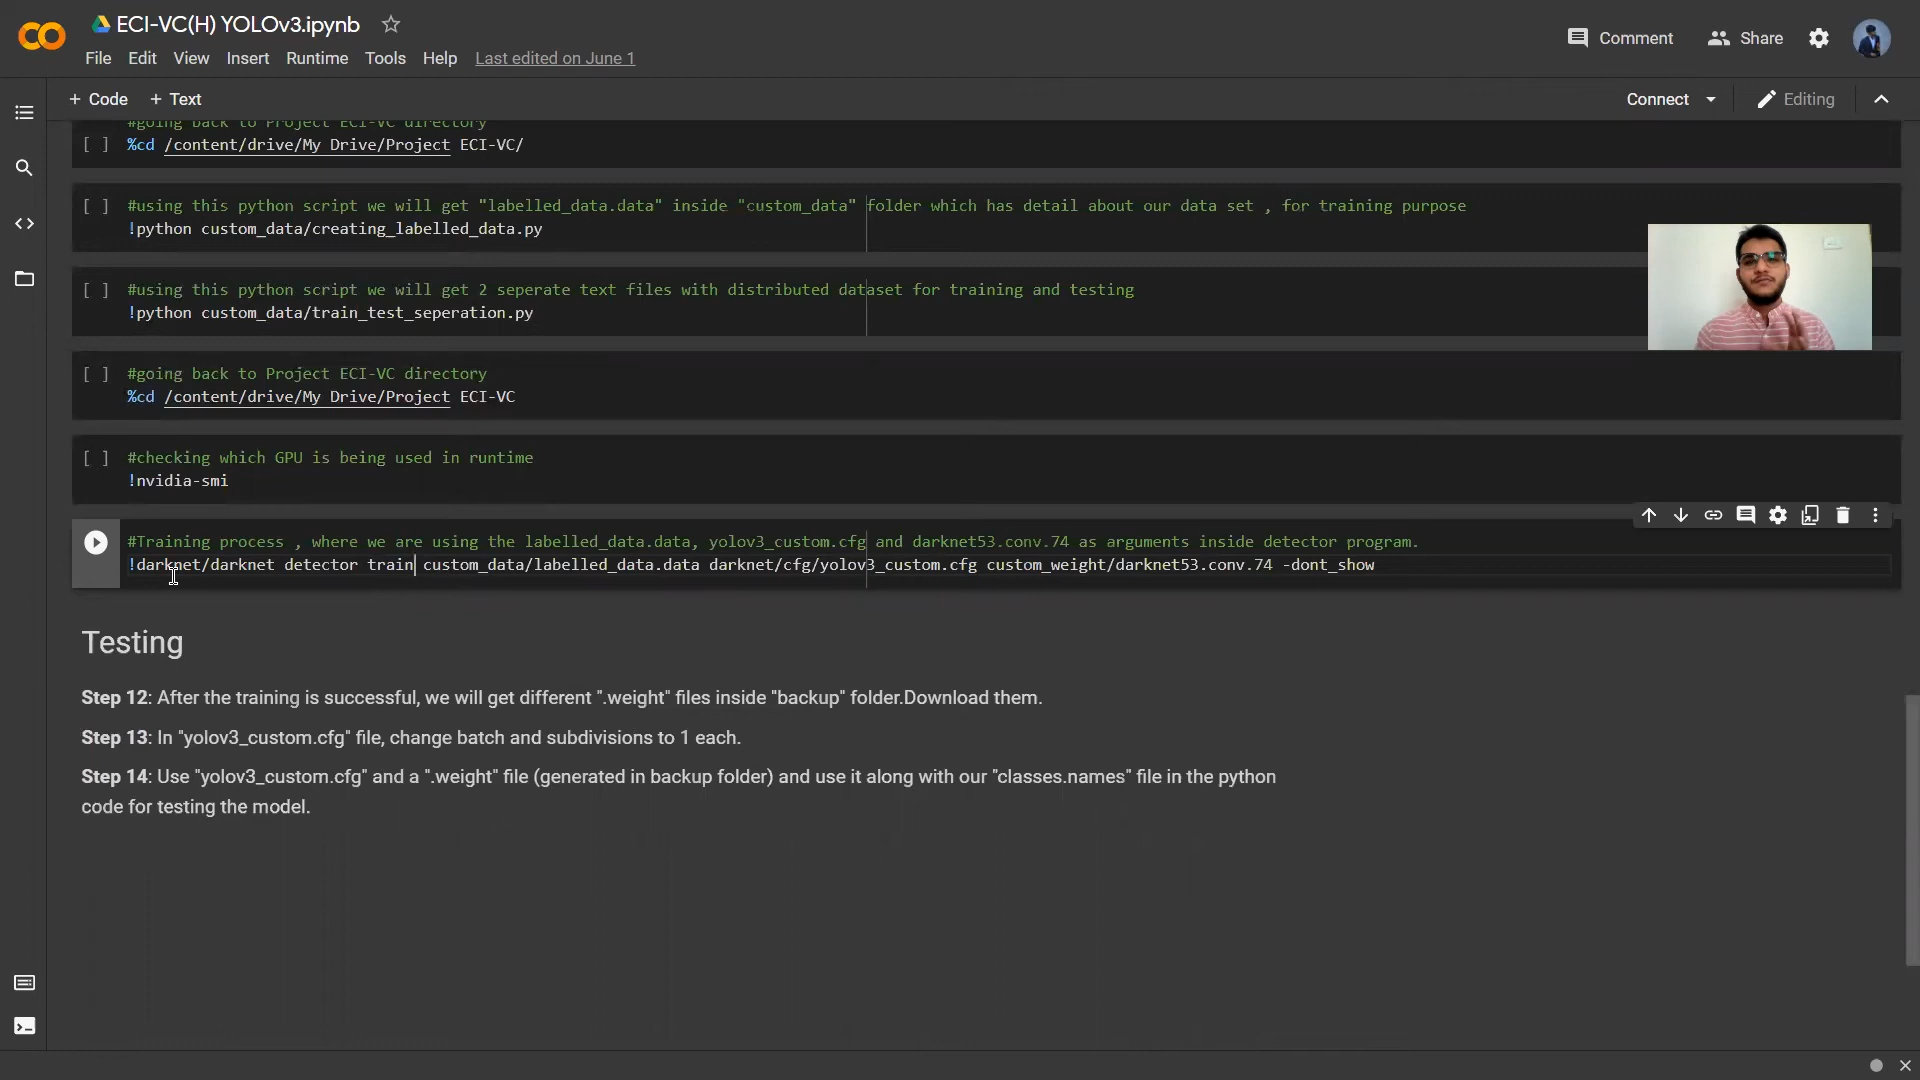 ECI-VC(H) YOLOv3.ipynb
File Edit View Insert Runtime Tools Help Last edited on June 1
Comment Share
+ Code + Text
Connect Editing
#going back to Project ECI-VC directory
[ ] %cd /content/drive/My Drive/Project ECI-VC/
[ ] #using this python script we will get "labelled_data.data" inside "custom_data" folder which has detail about our data set , for training purpose
!python custom_data/creating_labelled_data.py
[ ] #using this python script we will get 2 seperate text files with distributed dataset for training and testing
!python custom_data/train_test_seperation.py
[ ] #going back to Project ECI-VC directory
%cd /content/drive/My Drive/Project ECI-VC
[ ] #checking which GPU is being used in runtime
!nvidia-smi
#Training process , where we are using the labelled_data.data, yolov3_custom.cfg and darknet53.conv.74 as arguments inside detector program.
!darknet/darknet detector train custom_data/labelled_data.data darknet/cfg/yolov3_custom.cfg custom_weight/darknet53.conv.74 -dont_show
Testing
Step 12: After the training is successful, we will get different ".weight" files inside "backup" folder.Download them.
Step 13: In "yolov3_custom.cfg" file, change batch and subdivisions to 1 each.
Step 14: Use "yolov3_custom.cfg" and a ".weight" file (generated in backup folder) and use it along with our "classes.names" file in the python
code for testing the model.